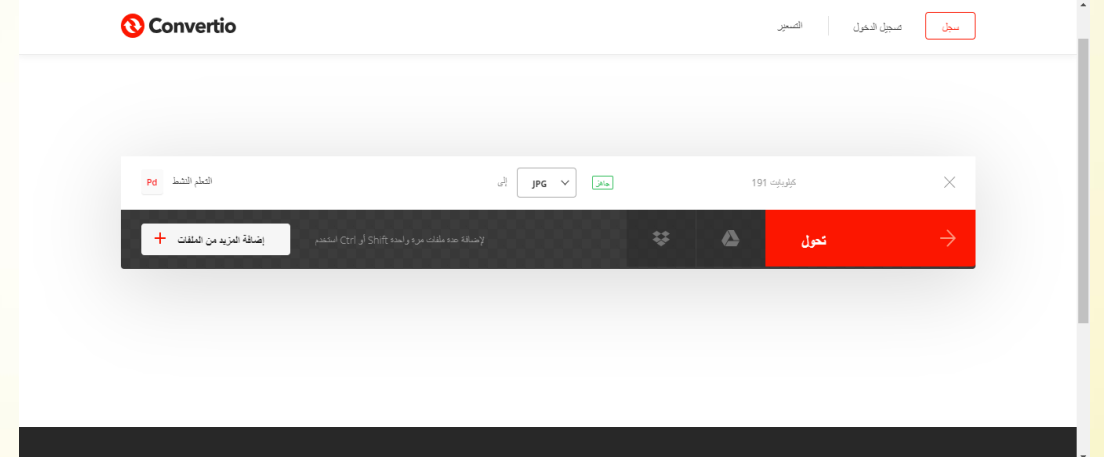 Convertio
التسعير
تسجيل الدخول
سجل
Pd
التعلم النشط
إلى
JPG
جاهز
191 كيلوبايت
إضافة المزيد من الملفات
لإضافة عدة ملفات مرة واحدة Shift أو Ctrl استخدم
تحول